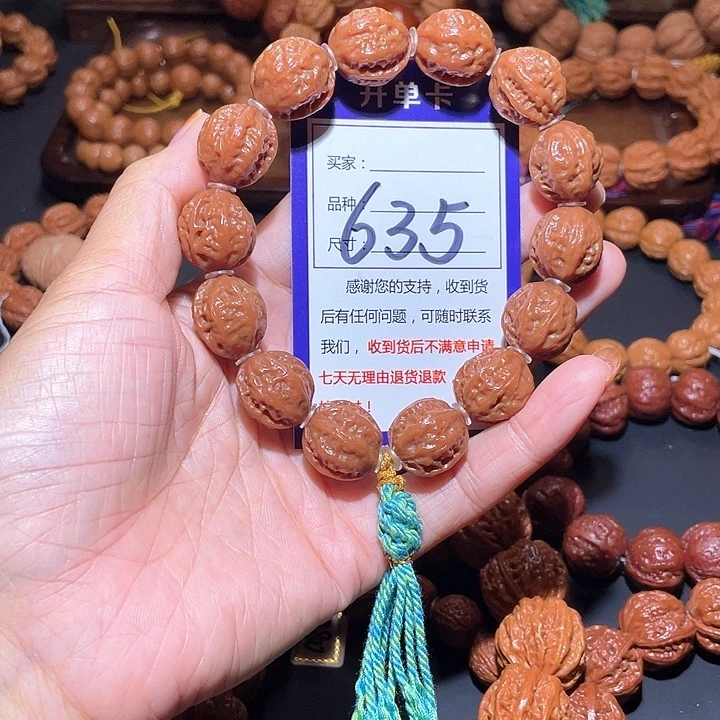 升单卡
买家：
品种：
尺寸：
635
感谢您的支持，收到货
后有任何问题，可随时联系
我们，收到货后不满意申请
七天无理由退货退款
！